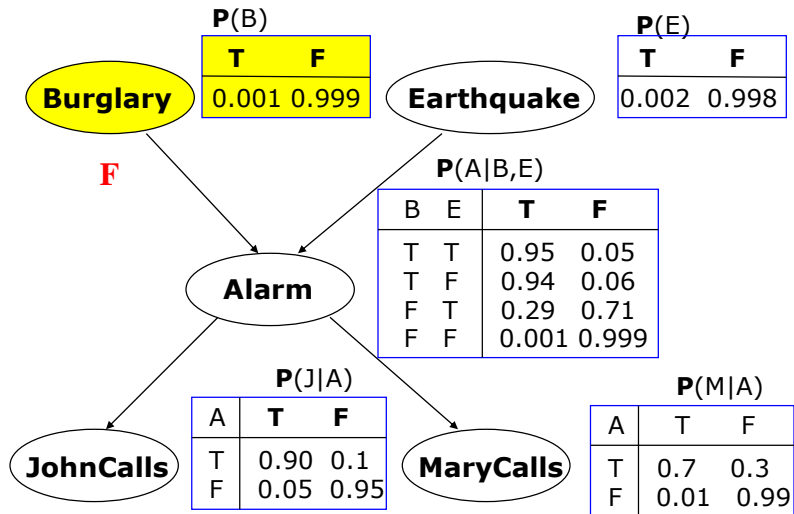 P(B)
T F
0.001 0.999
Burglary
P(E)
T F
0.002 0.998
Earthquake
F
P(A|B,E)
B E T F
T T 0.95 0.05
T F 0.94 0.06
F T 0.29 0.71
F F 0.001 0.999
Alarm
P(J|A)
A T F
T 0.90 0.1
F 0.05 0.95
JohnCalls
P(M|A)
A T F
T 0.7 0.3
F 0.01 0.99
MaryCalls